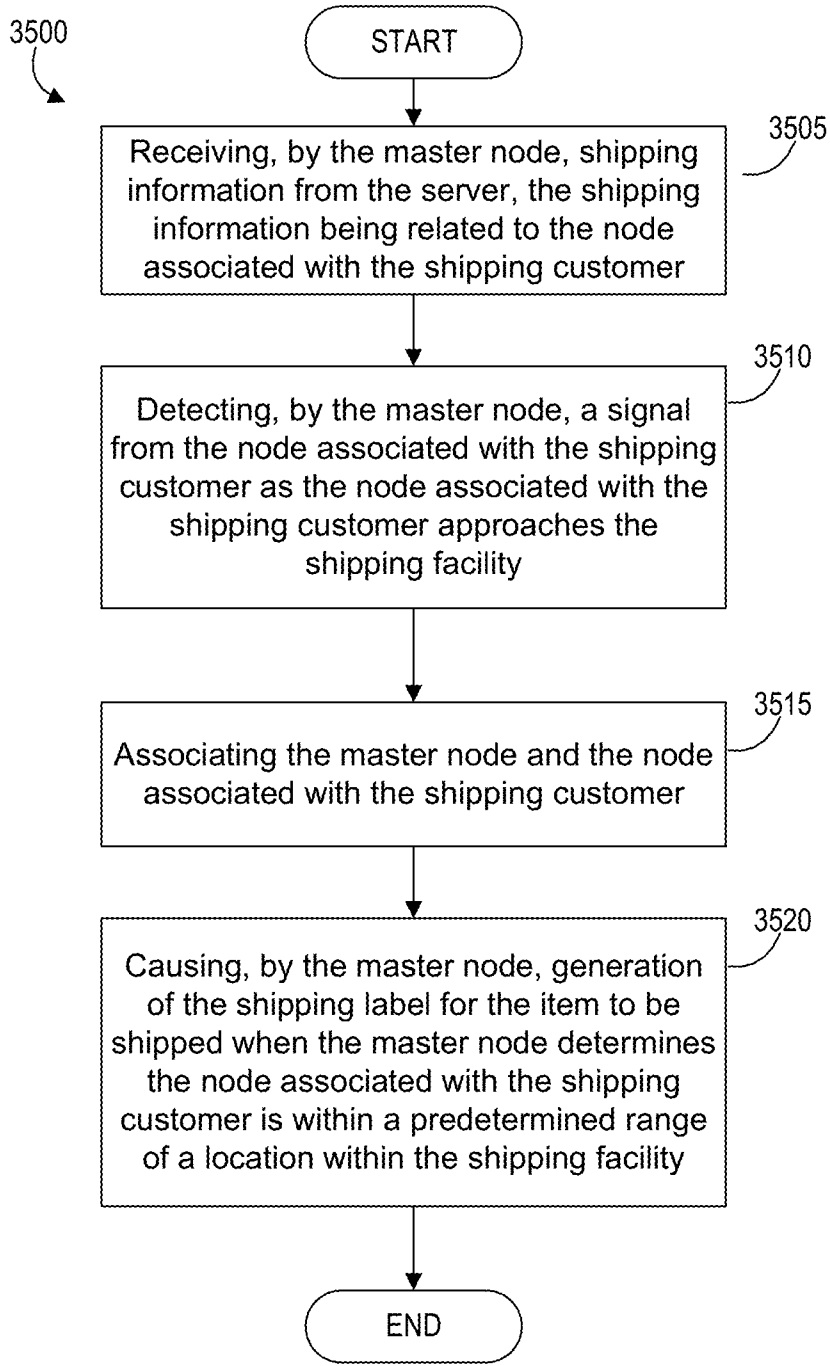 3500
START
3505
Receiving, by the master node, shipping
information from the server, the shipping
information being related to the node
associated with the shipping customer
3510
Detecting, by the master node, a signal
from the node associated with the shipping
customer as the node associated with the
shipping customer approaches the
shipping facility
3515
Associating the master node and the node
associated with the shipping customer
3520
Causing, by the master node, generation
of the shipping label for the item to be
shipped when the master node determines
the node associated with the shipping
customer is within a predetermined range
of a location within the shipping facility
END